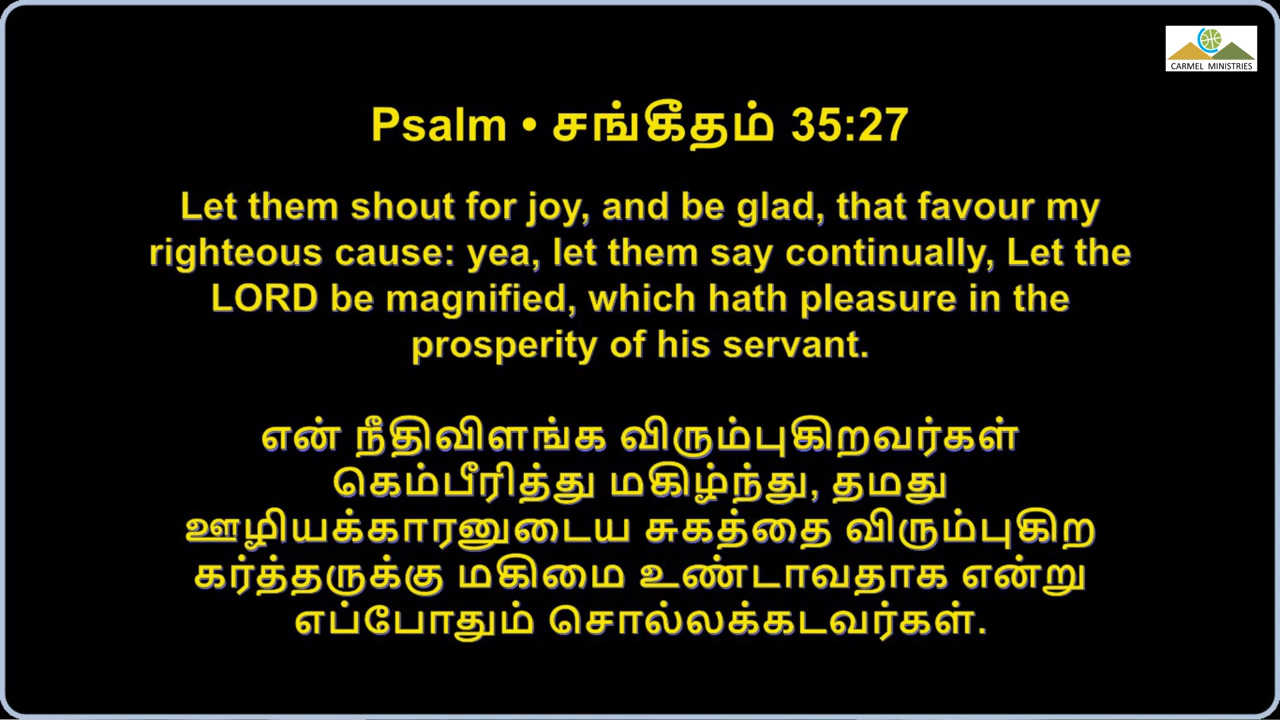 CARMEL MINISTRIES
Psalm • சங்கீதம் 35:27
Let them shout for joy, and be glad, that favour my
righteous cause: yea, let them say continually, Let the
LORD be magnified, which hath pleasure in the
prosperity of his servant.
என் நீதிவிளங்க விரும்புகிறவர்கள்
கெம்பீரித்து மகிழ்ந்து, தமது
ஊழியக்காரனுடைய சுகத்தை விரும்புகிற
கர்த்தருக்கு மகிமை உண்டாவதாக என்று
எப்போதும் சொல்லக்கடவர்கள்.